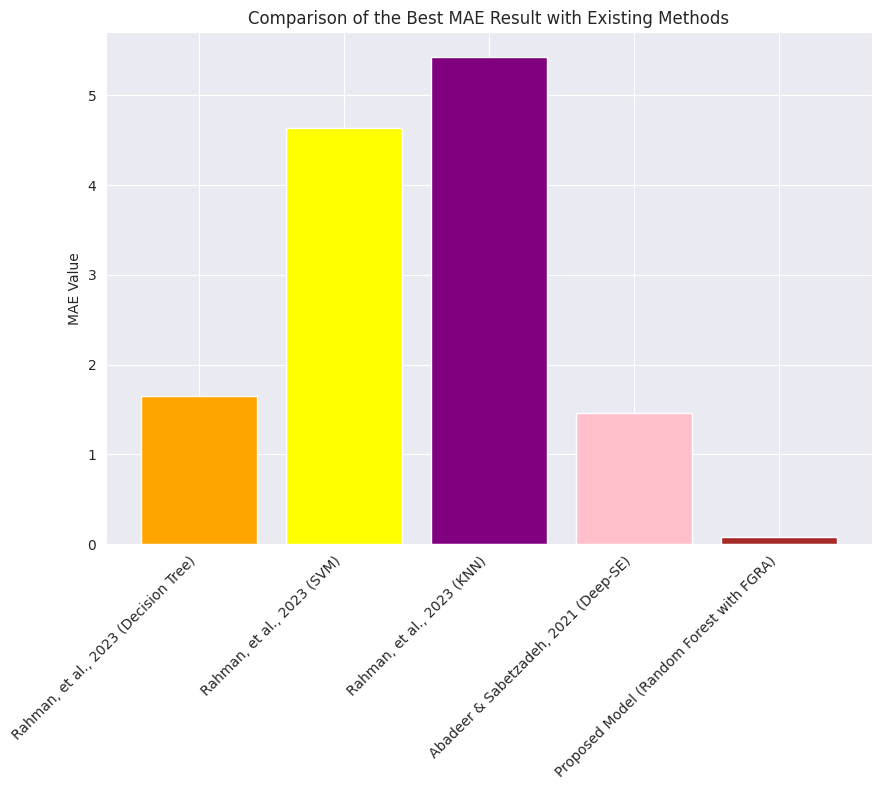 Comparison of the Best MAE Result with Existing Methods
MAE Value
5
4
3
2
1
0
Rahman, et al., 2023 (Decision Tree)
Rahman, et al., 2023 (SVM)
Rahman, et al., 2023 (KNN)
Abadeer & Sabetzadeh, 2021 (Deep-SE)
Proposed Model (Random Forest with FGRA)